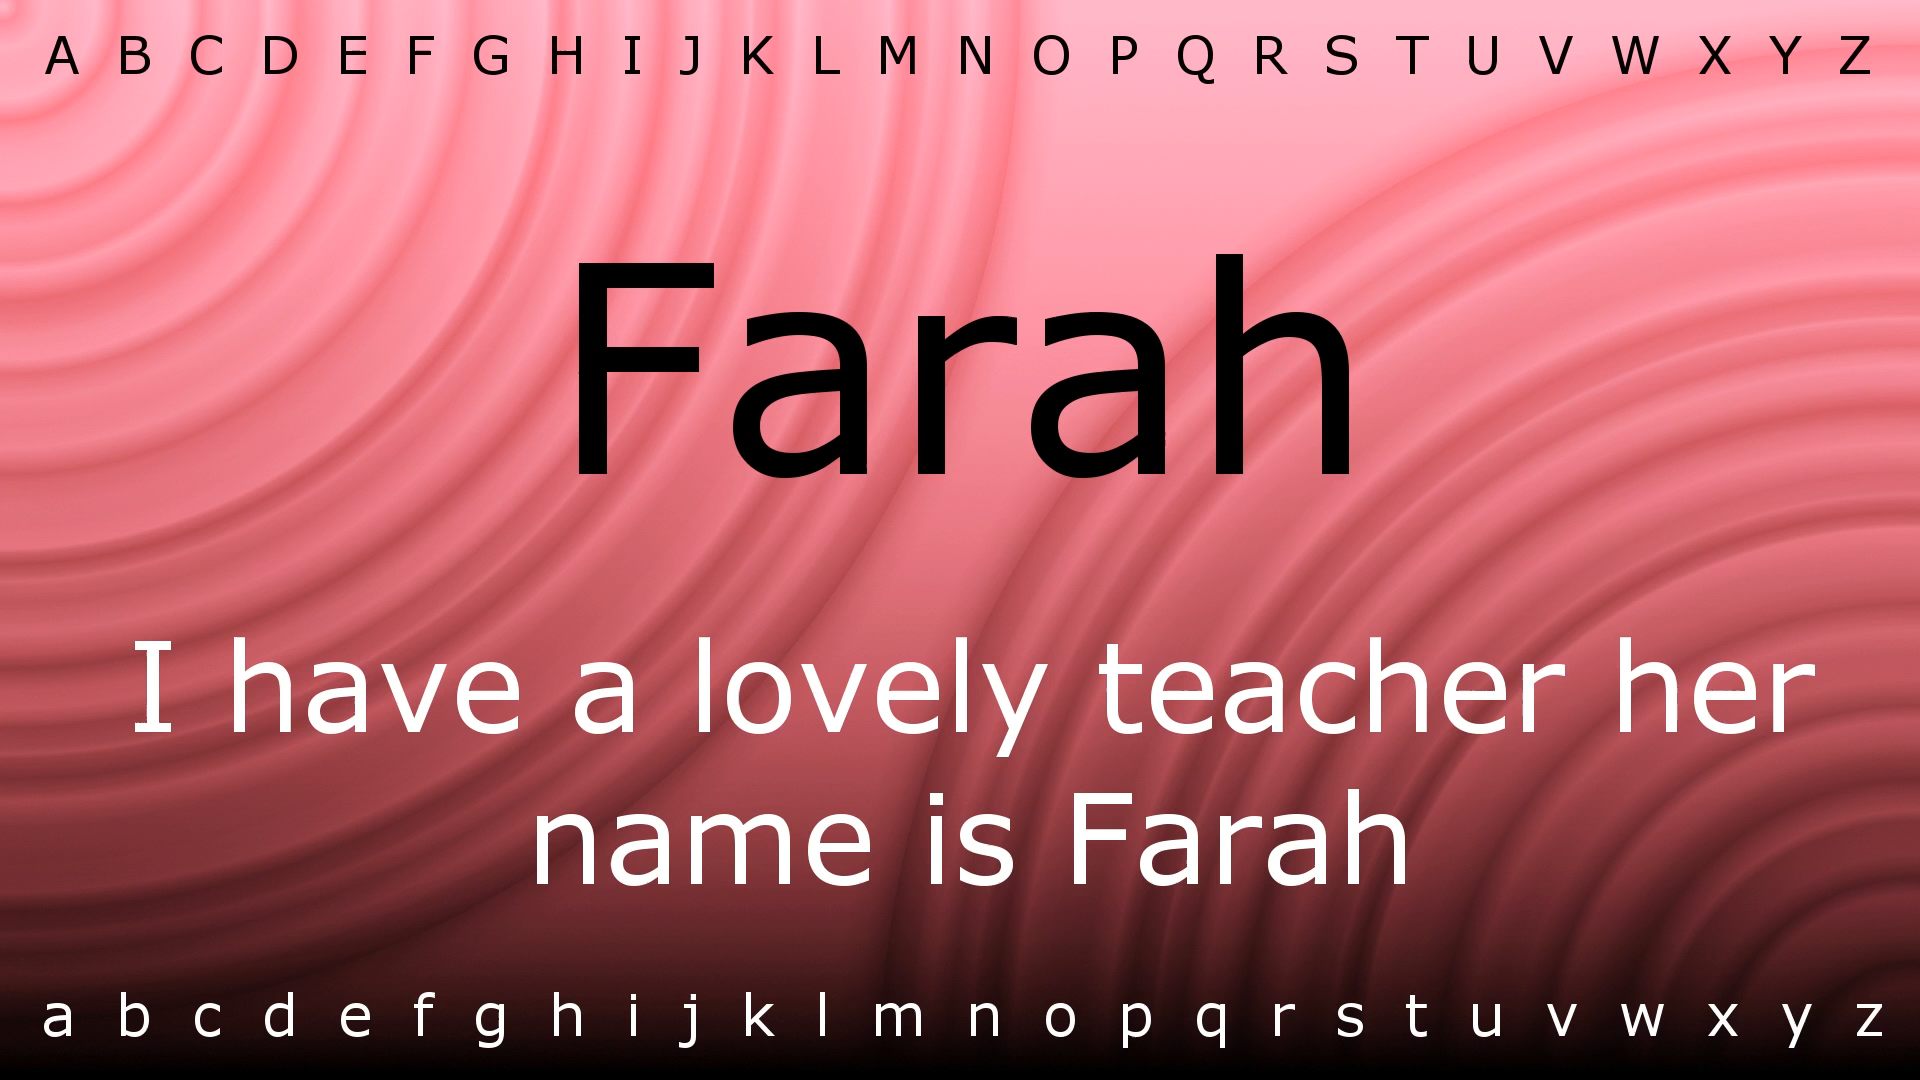 A B C D E F G H I J K L M N O P Q R S T U V W X Y Z
Farah
I have a lovely teacher her
name is Farah
a b c d e f g h i j k l m n o p q r s t u v w x y z